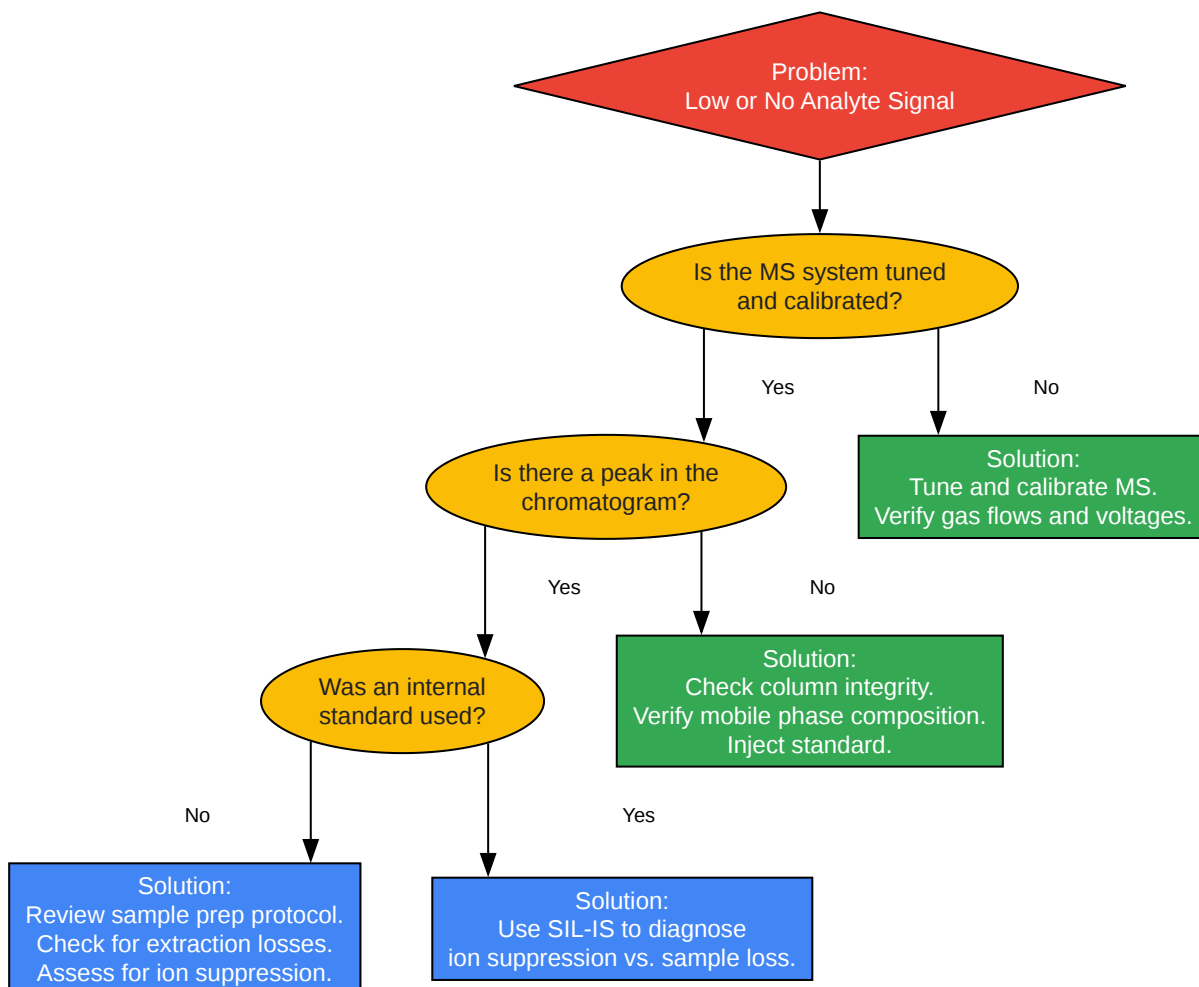 Problem:
Low or No Analyte Signal
Is the MS system tuned
and calibrated?
Yes
No
Is there a peak in the
chromatogram?
Solution:
Tune and calibrate MS.
Verify gas flows and voltages.
Yes
No
Was an internal
standard used?
Solution:
Check column integrity.
Verify mobile phase composition.
Inject standard.
No
Yes
Solution:
Review sample prep protocol.
Check for extraction losses.
Assess for ion suppression.
Solution:
Use SIL-IS to diagnose
ion suppression vs. sample loss.